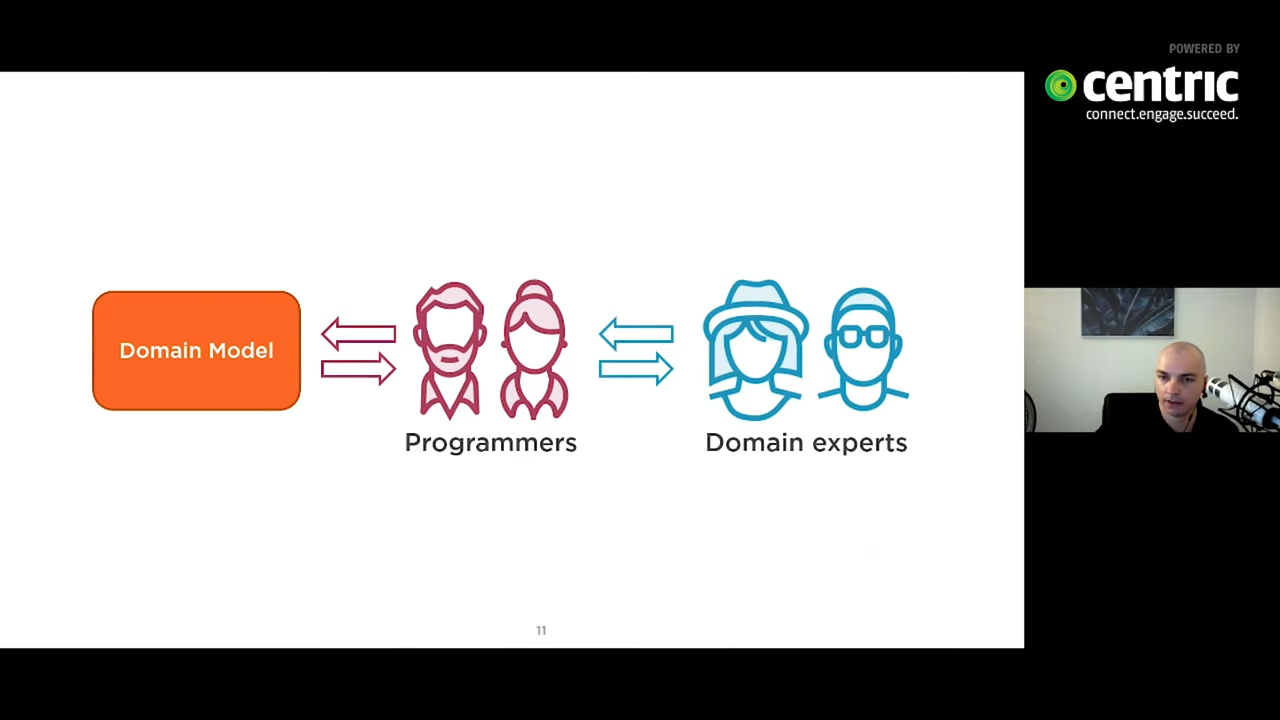 POWERED BY
centric
connect.engage.succeed.
Domain Model
Programmers
Domain experts
11